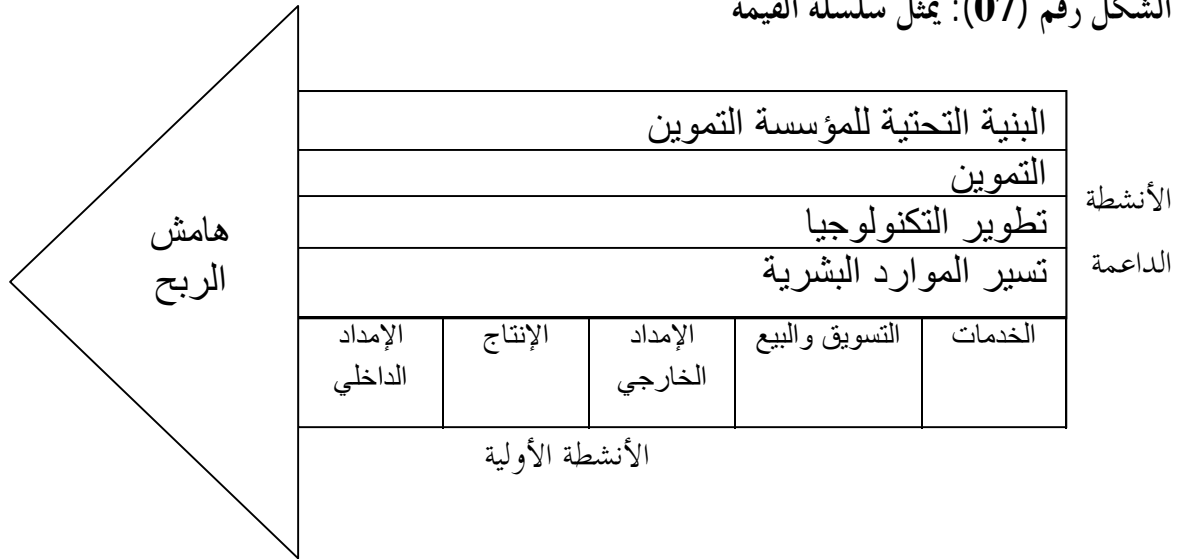 الشكل رقم (07): يمثل سلسلة القيمة
البنية التحتية للمؤسسة التموين
التموين
تطوير التكنولوجيا
تسير الموارد البشرية
الأنشطة
الداعمة
هامش
الربح
الخدمات
التسويق والبيع
الإمداد
الخارجي
الإنتاج
الإمداد
الداخلي
الأنشطة الأولية